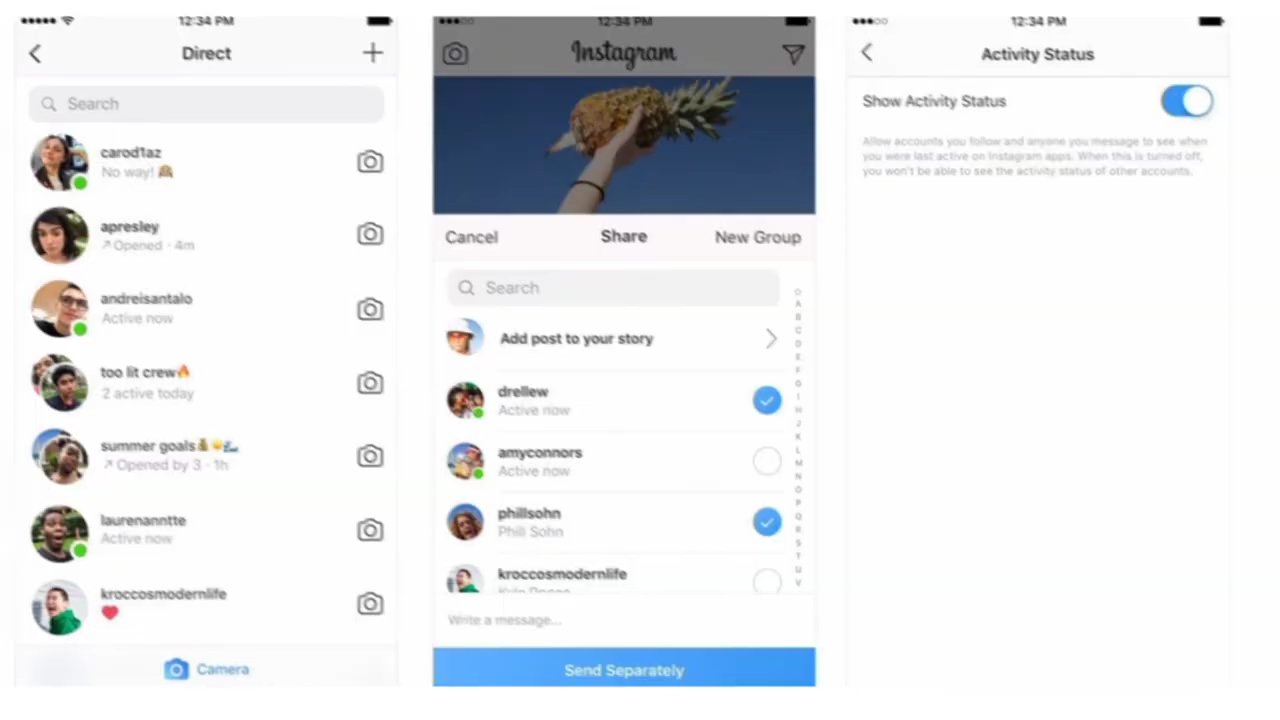 12:34 PM
Direct
Search
carod1az
No way! 🙈
apresley
↗ Opened · 4m
andreisantalo
Active now
too lit crew🔥
2 active today
summer goals
↗ Opened by 3 · 1h
laurenanntte
Active now
kroccosmodernlife
❤️
Camera
12:34 PM
Instagram
Cancel Share New Group
Search
Add post to your story
drellew
Active now
amyconnors
Active now
phillsohn
Phill Sohn
kroccosmodernlife
Write a message...
Send Separately
A
B
C
D
E
F
G
H
I
J
K
L
M
N
O
P
Q
R
S
T
U
V
12:34 PM
Activity Status
Show Activity Status
Allow accounts you follow and anyone you message to see when
you were last active on Instagram apps. When this is turned off,
you won't be able to see the activity status of other accounts.